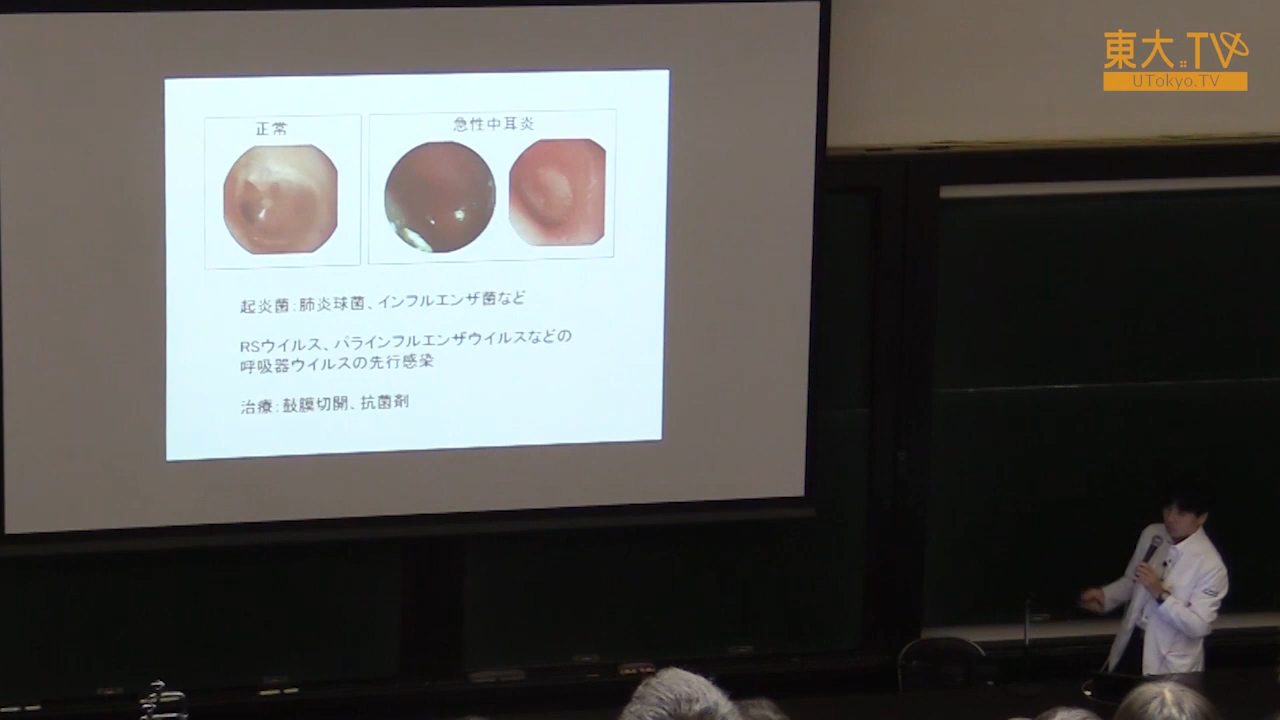 東大.TV
UTokyo.TV
正常
急性中耳炎
起炎菌:肺炎球菌、インフルエンザ菌など
RSウイルス、パラインフルエンザウイルスなどの
呼吸器ウイルスの先行感染
治療:鼓膜切開、抗菌剤